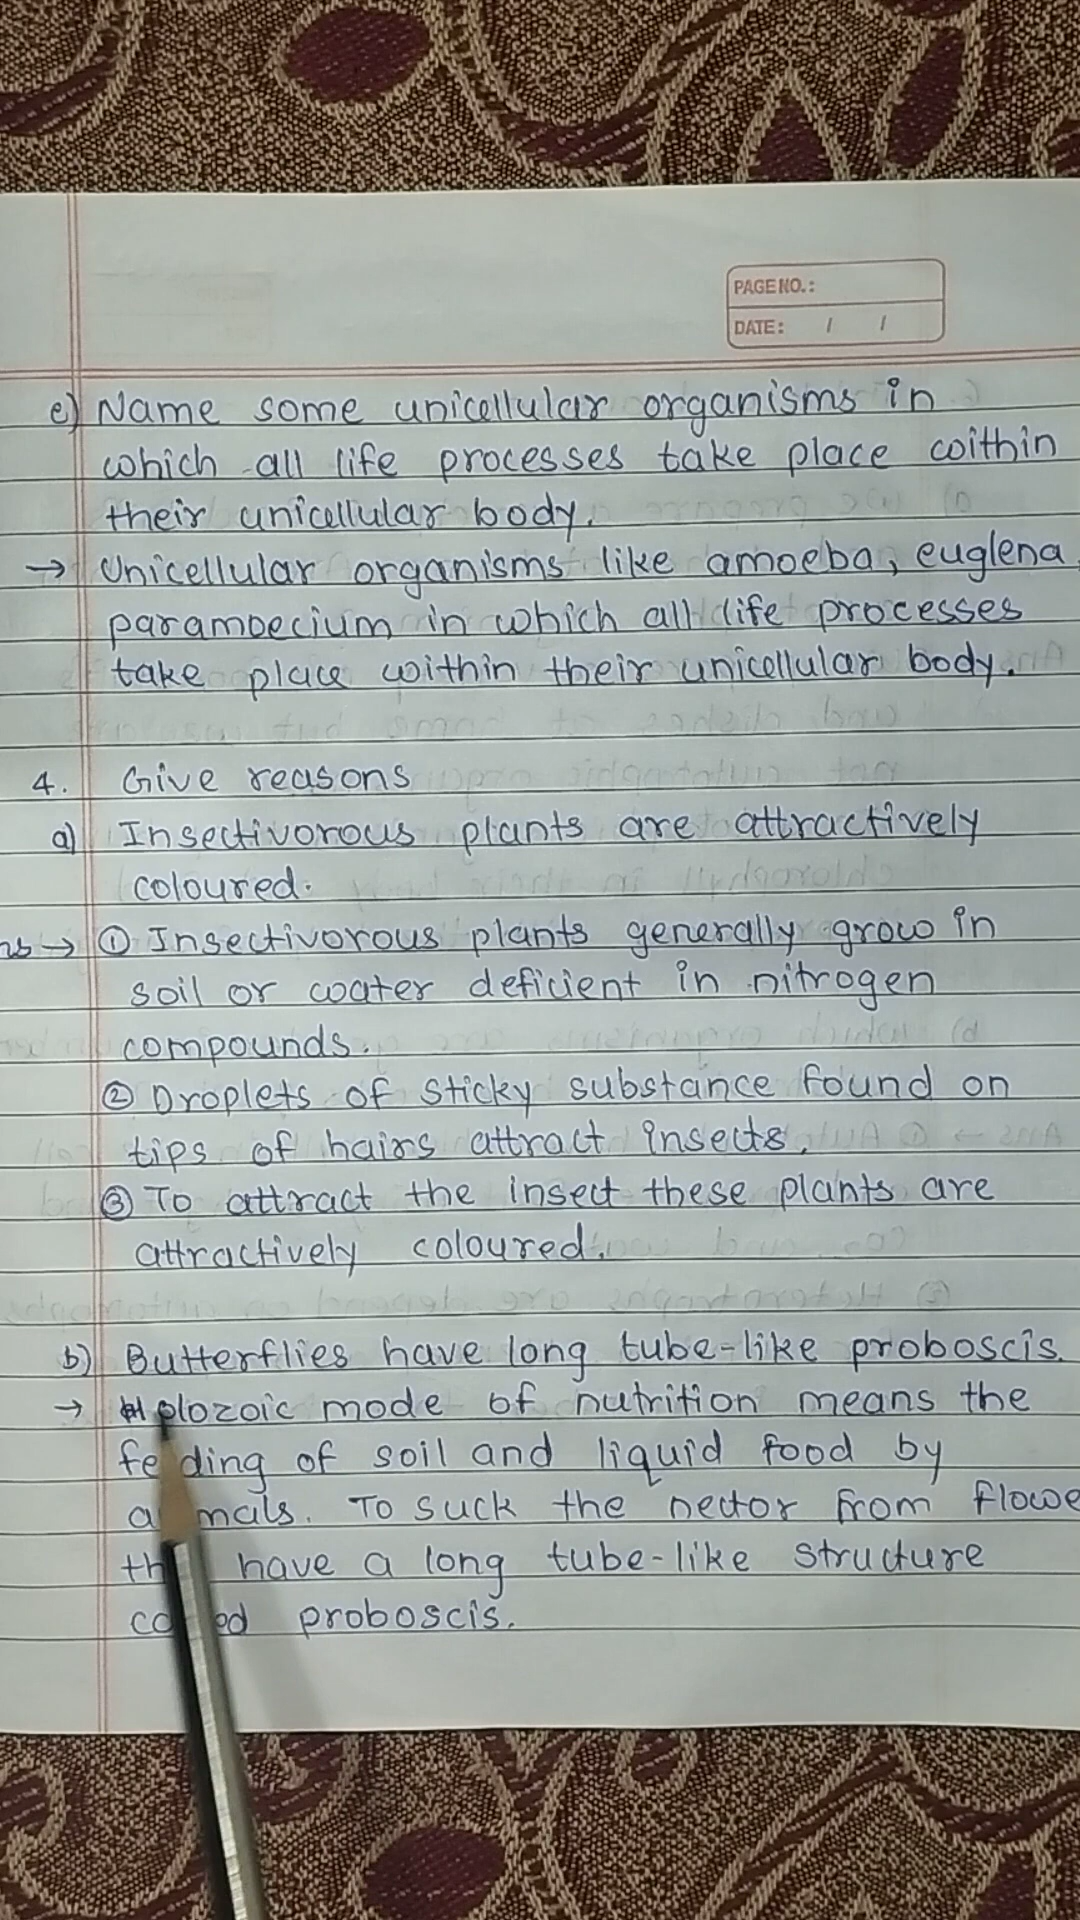 PAGE NO.:
DATE: / /
e) Name some unicellular organisms in
which all life processes take place within
their unicellular body.
→ Unicellular organisms like amoeba, euglena
paramoecium in which all life processes
take place within their unicellular body.
4. Give reasons
a) Insectivorous plants are attractively
coloured.
→ ① Insectivorous plants generally grow in
soil or water deficient in nitrogen
compounds.
② Droplets of sticky substance found on
tips of hairs attract insects.
③ To attract the insect these plants are
attractively coloured.
b) Butterflies have long tube-like proboscis.
→ Holozoic mode of nutrition means the
of soil and liquid food by
To suck the nector from flowe
have a long tube-like structure
proboscis.